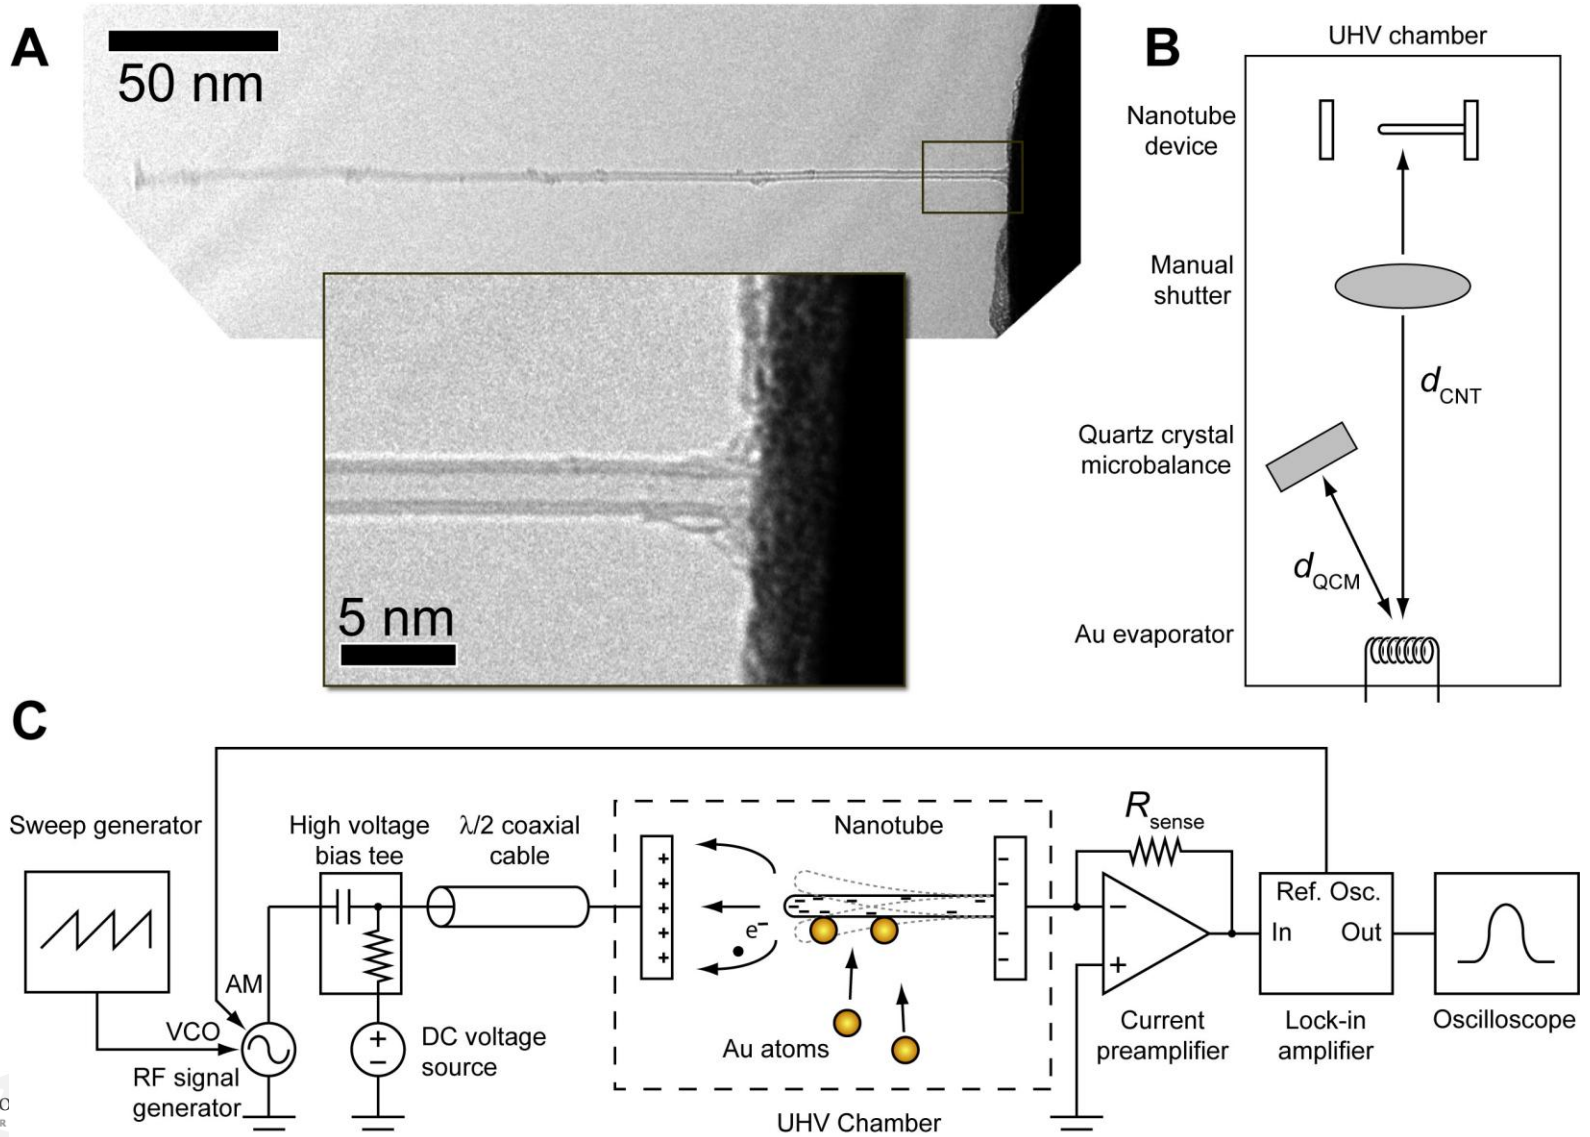 A
50 nm
5 nm
B
UHV chamber
Nanotube
device
Manual
shutter
dCNT
Quartz crystal
microbalance
dQCM
Au evaporator
C
Sweep generator
High voltage
bias tee
λ/2 coaxial
cable
Nanotube
Rsense
+
+
+
+
+
e−
−
−
−
−
−
+
Ref. Osc.
In Out
AM
VCO
RF signal
generator
+
−
DC voltage
source
Au atoms
UHV Chamber
Current
preamplifier
Lock-in
amplifier
Oscilloscope